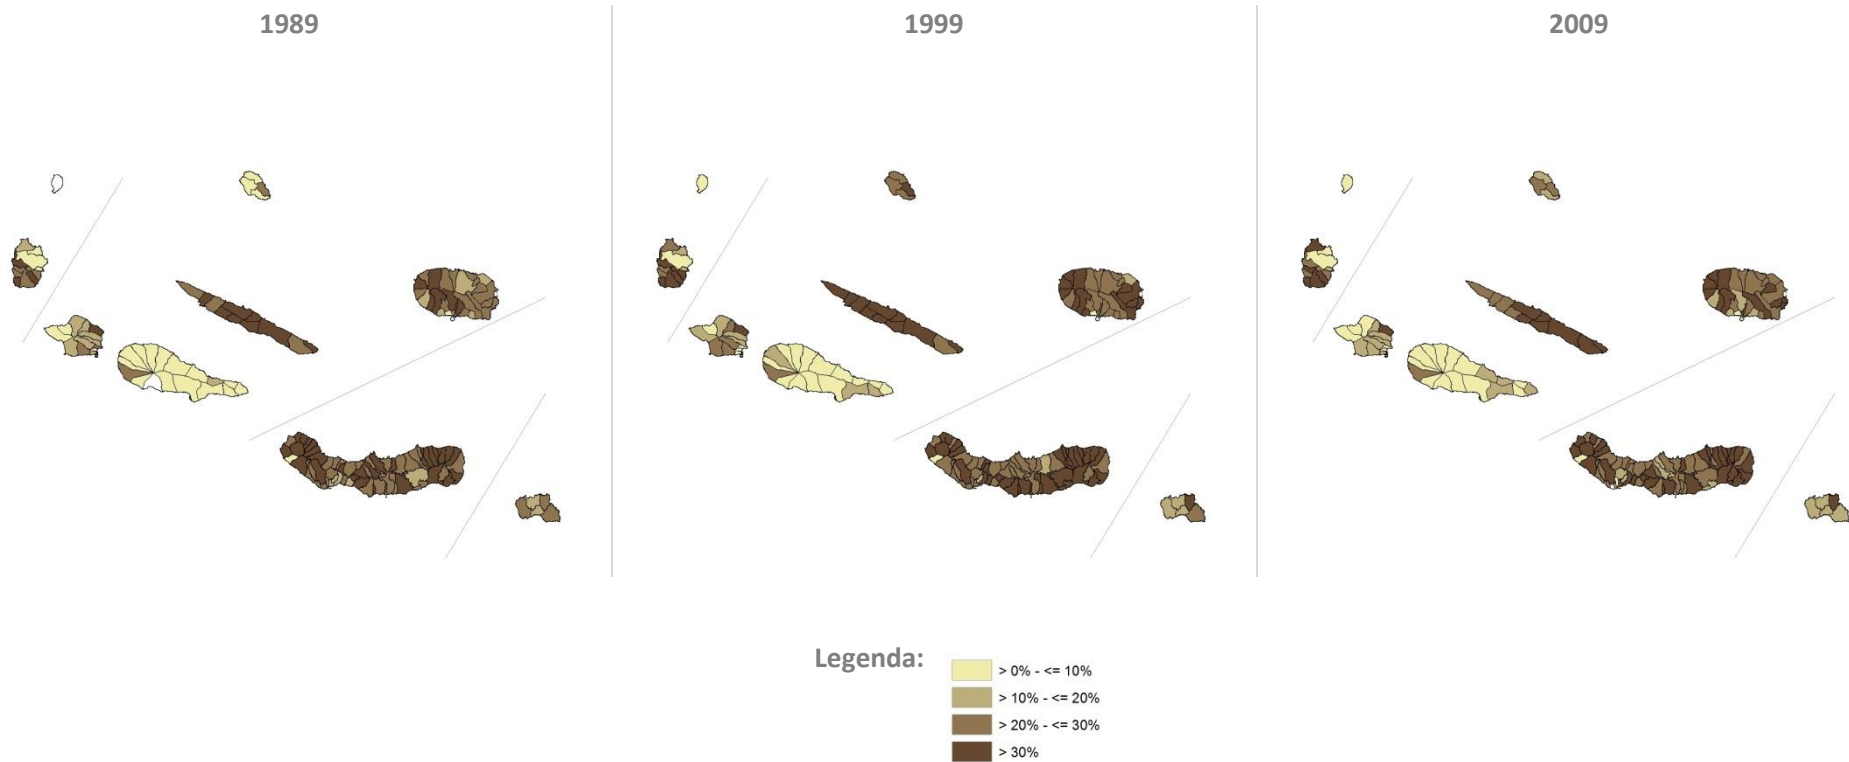 1989
1999
2009
Legenda:
> 0% - <= 10%
> 10% - <= 20%
> 20% - <= 30%
> 30%